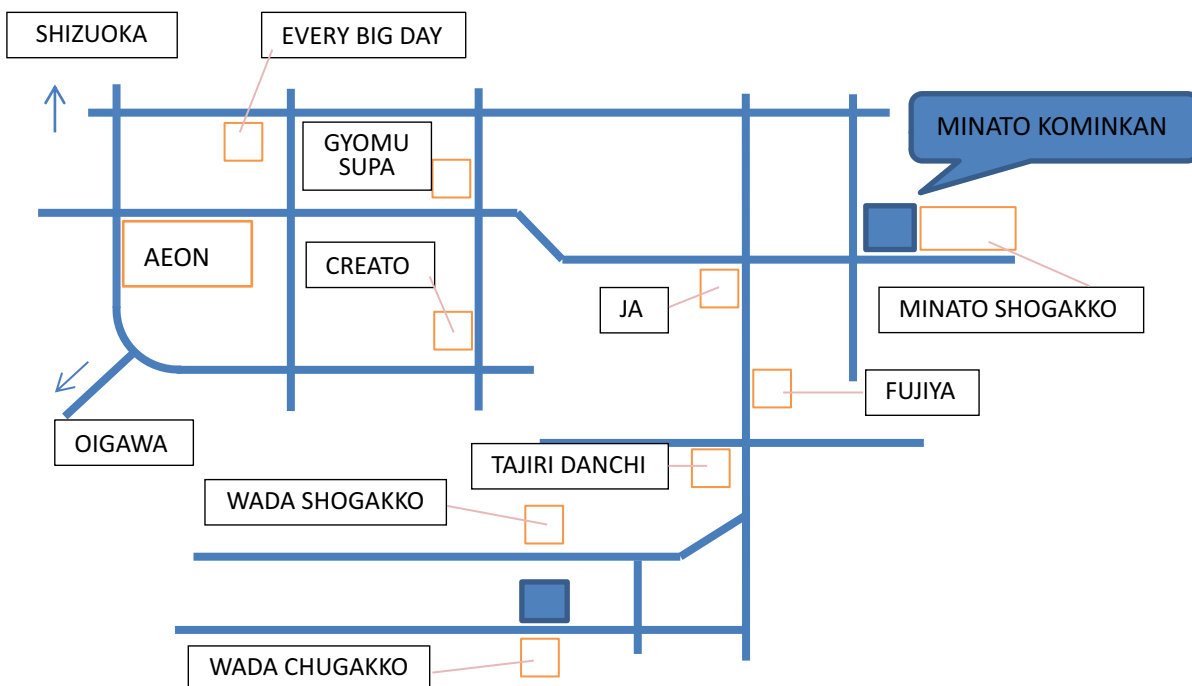 SHIZUOKA
EVERY BIG DAY
MINATO KOMINKAN
GYOMU
SUPA
AEON
CREATO
JA
MINATO SHOGAKKO
FUJIYA
OIGAWA
TAJIRI DANCHI
WADA SHOGAKKO
WADA CHUGAKKO